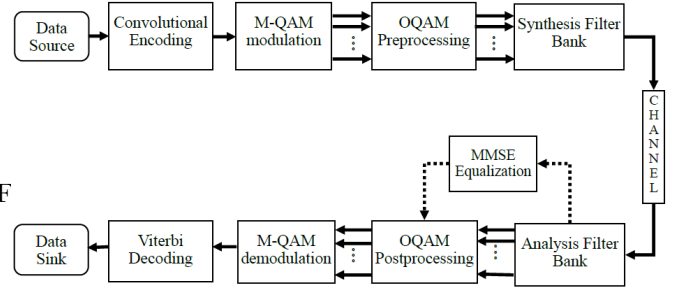 Data
Source
Convolutional
Encoding
M-QAM
modulation
OQAM
Preprocessing
Synthesis Filter
Bank
C
H
A
N
N
E
L
MMSE
Equalization
F
Data
Sink
Viterbi
Decoding
M-QAM
demodulation
OQAM
Postprocessing
Analysis Filter
Bank